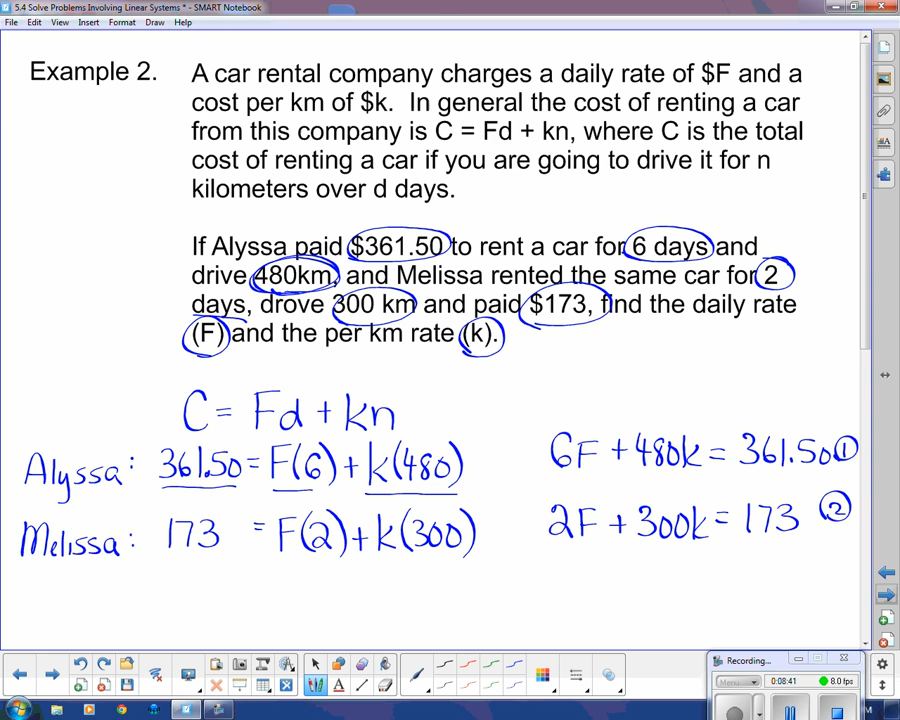 5.4 Solve Problems Involving Linear Systems * - SMART Notebook
File Edit View Insert Format Draw Help
Example 2. A car rental company charges a daily rate of $F and a
cost per km of $k. In general the cost of renting a car
from this company is C = Fd + kn, where C is the total
cost of renting a car if you are going to drive it for n
kilometers over d days.
If Alyssa paid $361.50 to rent a car for 6 days and
drive 480km, and Melissa rented the same car for 2
days, drove 300 km and paid $173, find the daily rate
(F) and the per km rate (k).
C = Fd + kn
Alyssa: 361.50 = F(6) + k(480)
6F + 480k = 361.50 ①
Melissa: 173 = F(2) + k(300)
2F + 300k = 173 ②
Recording...
Menu
0:08:41
8.0 fps